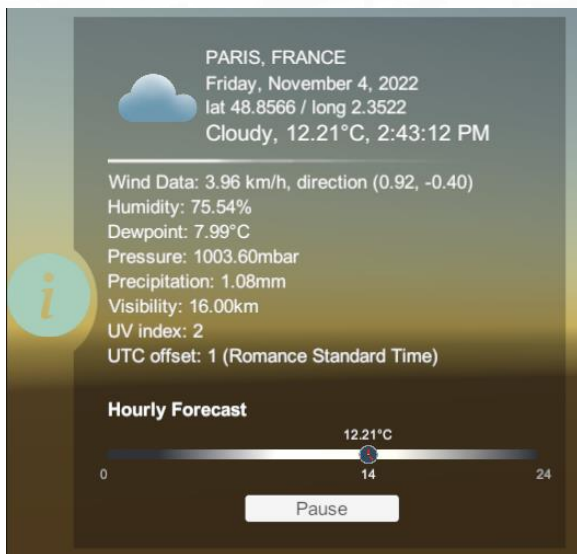 PARIS, FRANCE
Friday, November 4, 2022
lat 48.8566 / long 2.3522
Cloudy, 12.21°C, 2:43:12 PM
Wind Data: 3.96 km/h, direction (0.92, -0.40)
Humidity: 75.54%
Dewpoint: 7.99°C
Pressure: 1003.60mbar
Precipitation: 1.08mm
i
Visibility: 16.00km
UV index: 2
UTC offset: 1 (Romance Standard Time)
Hourly Forecast
12.21°C
0 14 24
Pause